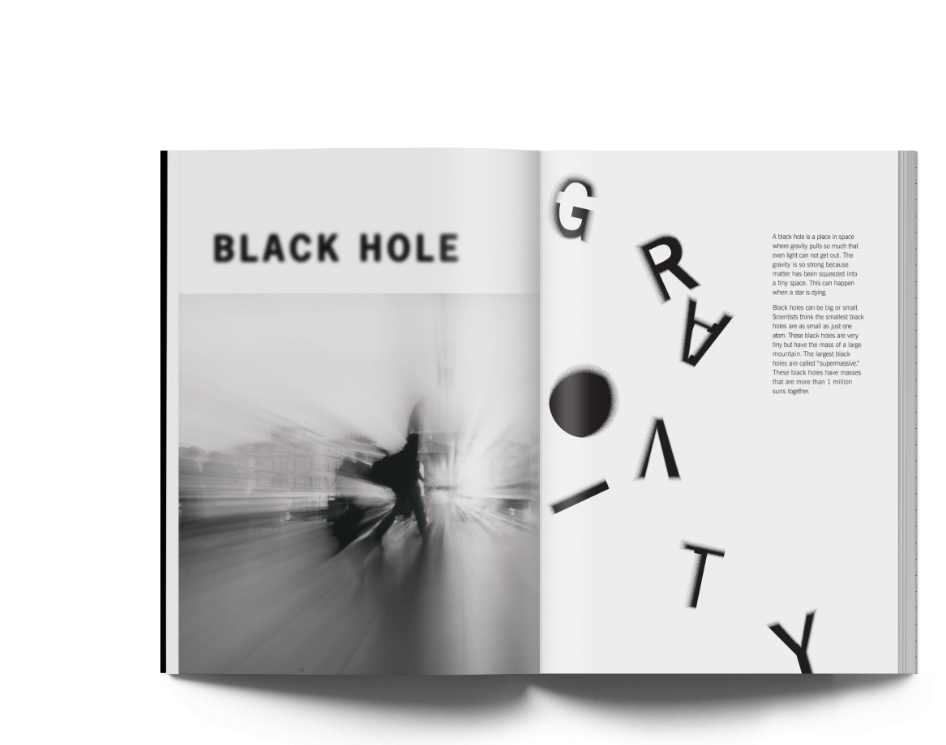 BLACK HOLE
G
R
A
V
I
T
Y
A black hole is a place in space
where gravity pulls so much that
even light can not get out. The
gravity is so strong because
matter has been squeezed into
a tiny space. This can happen
when a star is dying.
Black holes can be big or small.
Scientists think the smallest black
holes are as small as just one
atom. These black holes are very
tiny but have the mass of a large
mountain. The largest black
holes are called "supermassive."
These black holes have masses
that are more than 1 million
suns together.